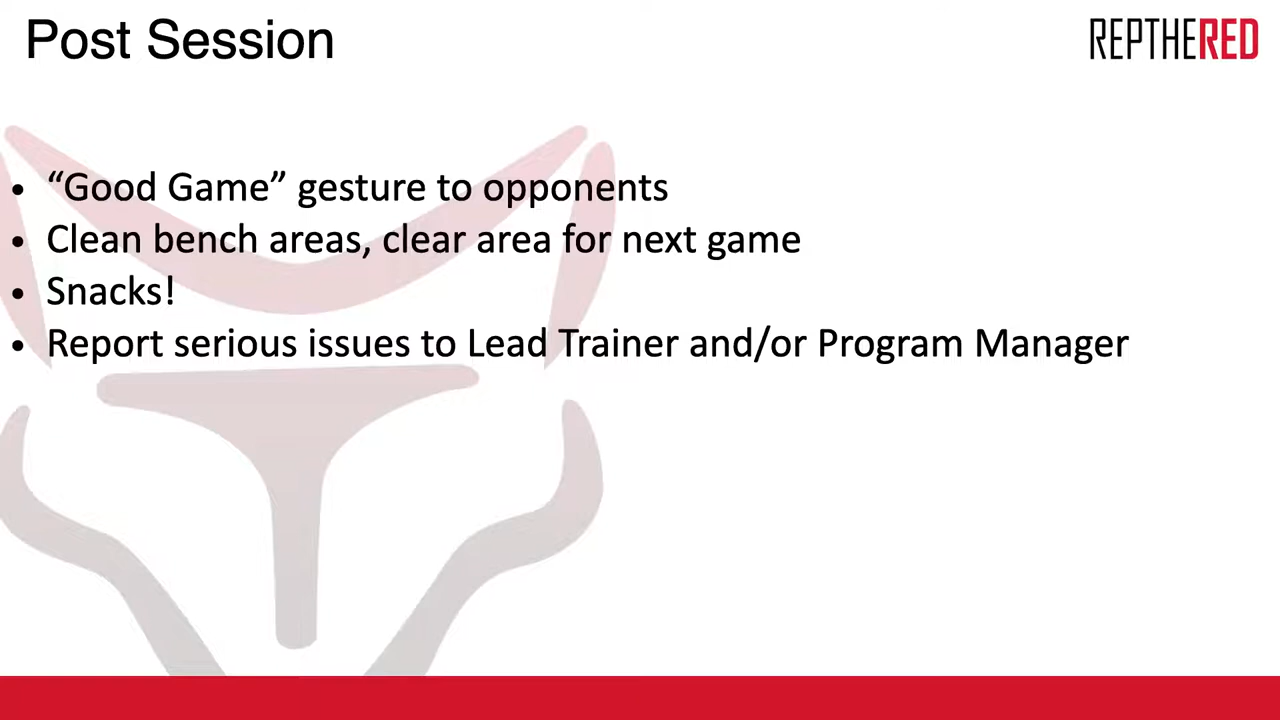 Post Session
REPTHERED
• “Good Game” gesture to opponents
• Clean bench areas, clear area for next game
• Snacks!
• Report serious issues to Lead Trainer and/or Program Manager